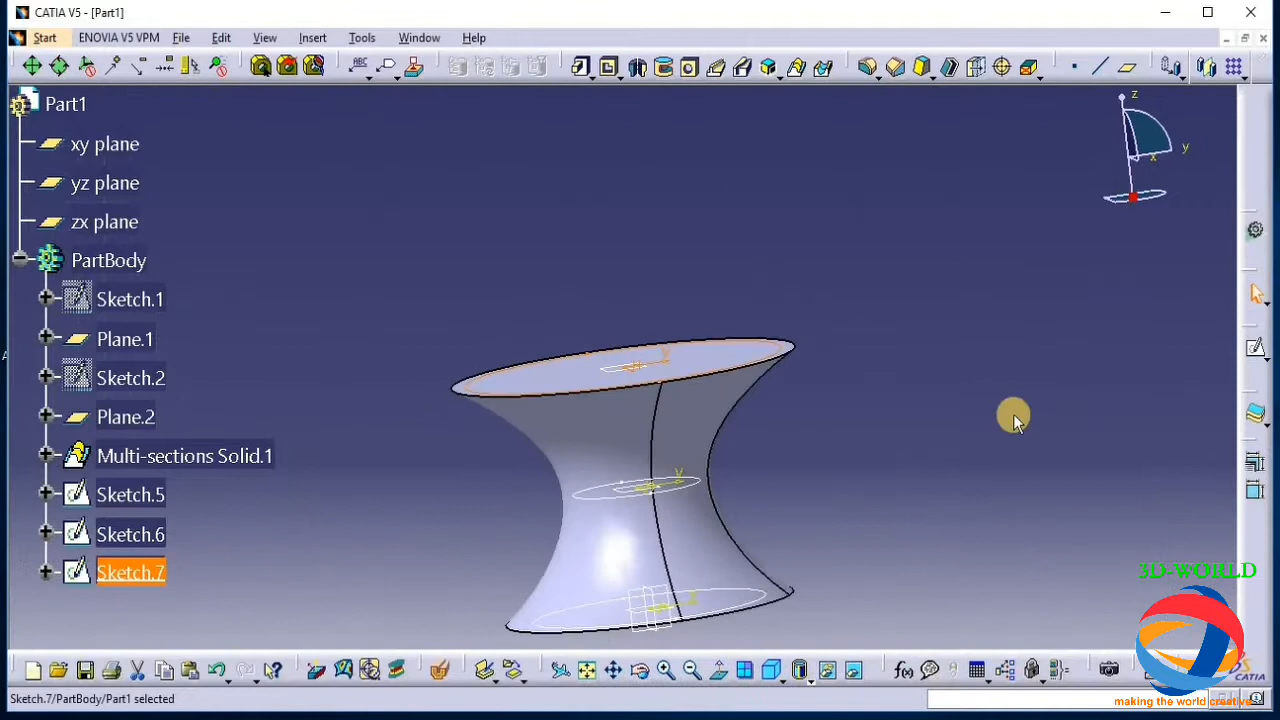 CATIA V5 - [Part1]
Start ENOVIA V5 VPM File Edit View Insert Tools Window Help
Part1
xy plane
yz plane
zx plane
PartBody
Sketch.1
Plane.1
Sketch.2
Plane.2
Multi-sections Solid.1
Sketch.5
Sketch.6
Sketch.7
z
y
x
3D-WORLD
CATIA
making the world creative
Sketch.7/PartBody/Part1 selected